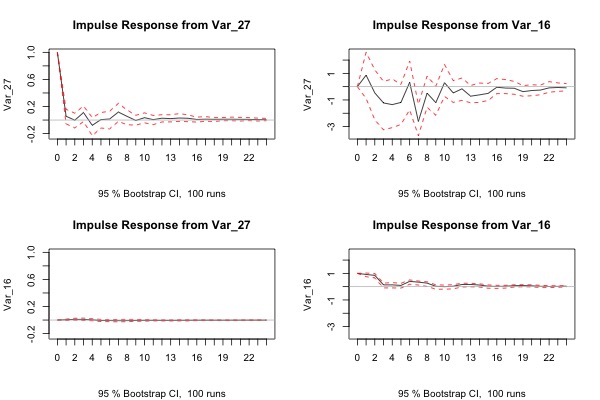 Impulse Response from Var_27
Var_27
1.0
0.6
0.2
-0.2
0 2 4 6 8 10 13 16 19 22
95 % Bootstrap CI, 100 runs
Impulse Response from Var_16
Var_27
1
-1
-3
0 2 4 6 8 10 13 16 19 22
95 % Bootstrap CI, 100 runs
Impulse Response from Var_27
Var_16
1.0
0.6
0.2
-0.2
0 2 4 6 8 10 13 16 19 22
95 % Bootstrap CI, 100 runs
Impulse Response from Var_16
Var_16
1
-1
-3
0 2 4 6 8 10 13 16 19 22
95 % Bootstrap CI, 100 runs